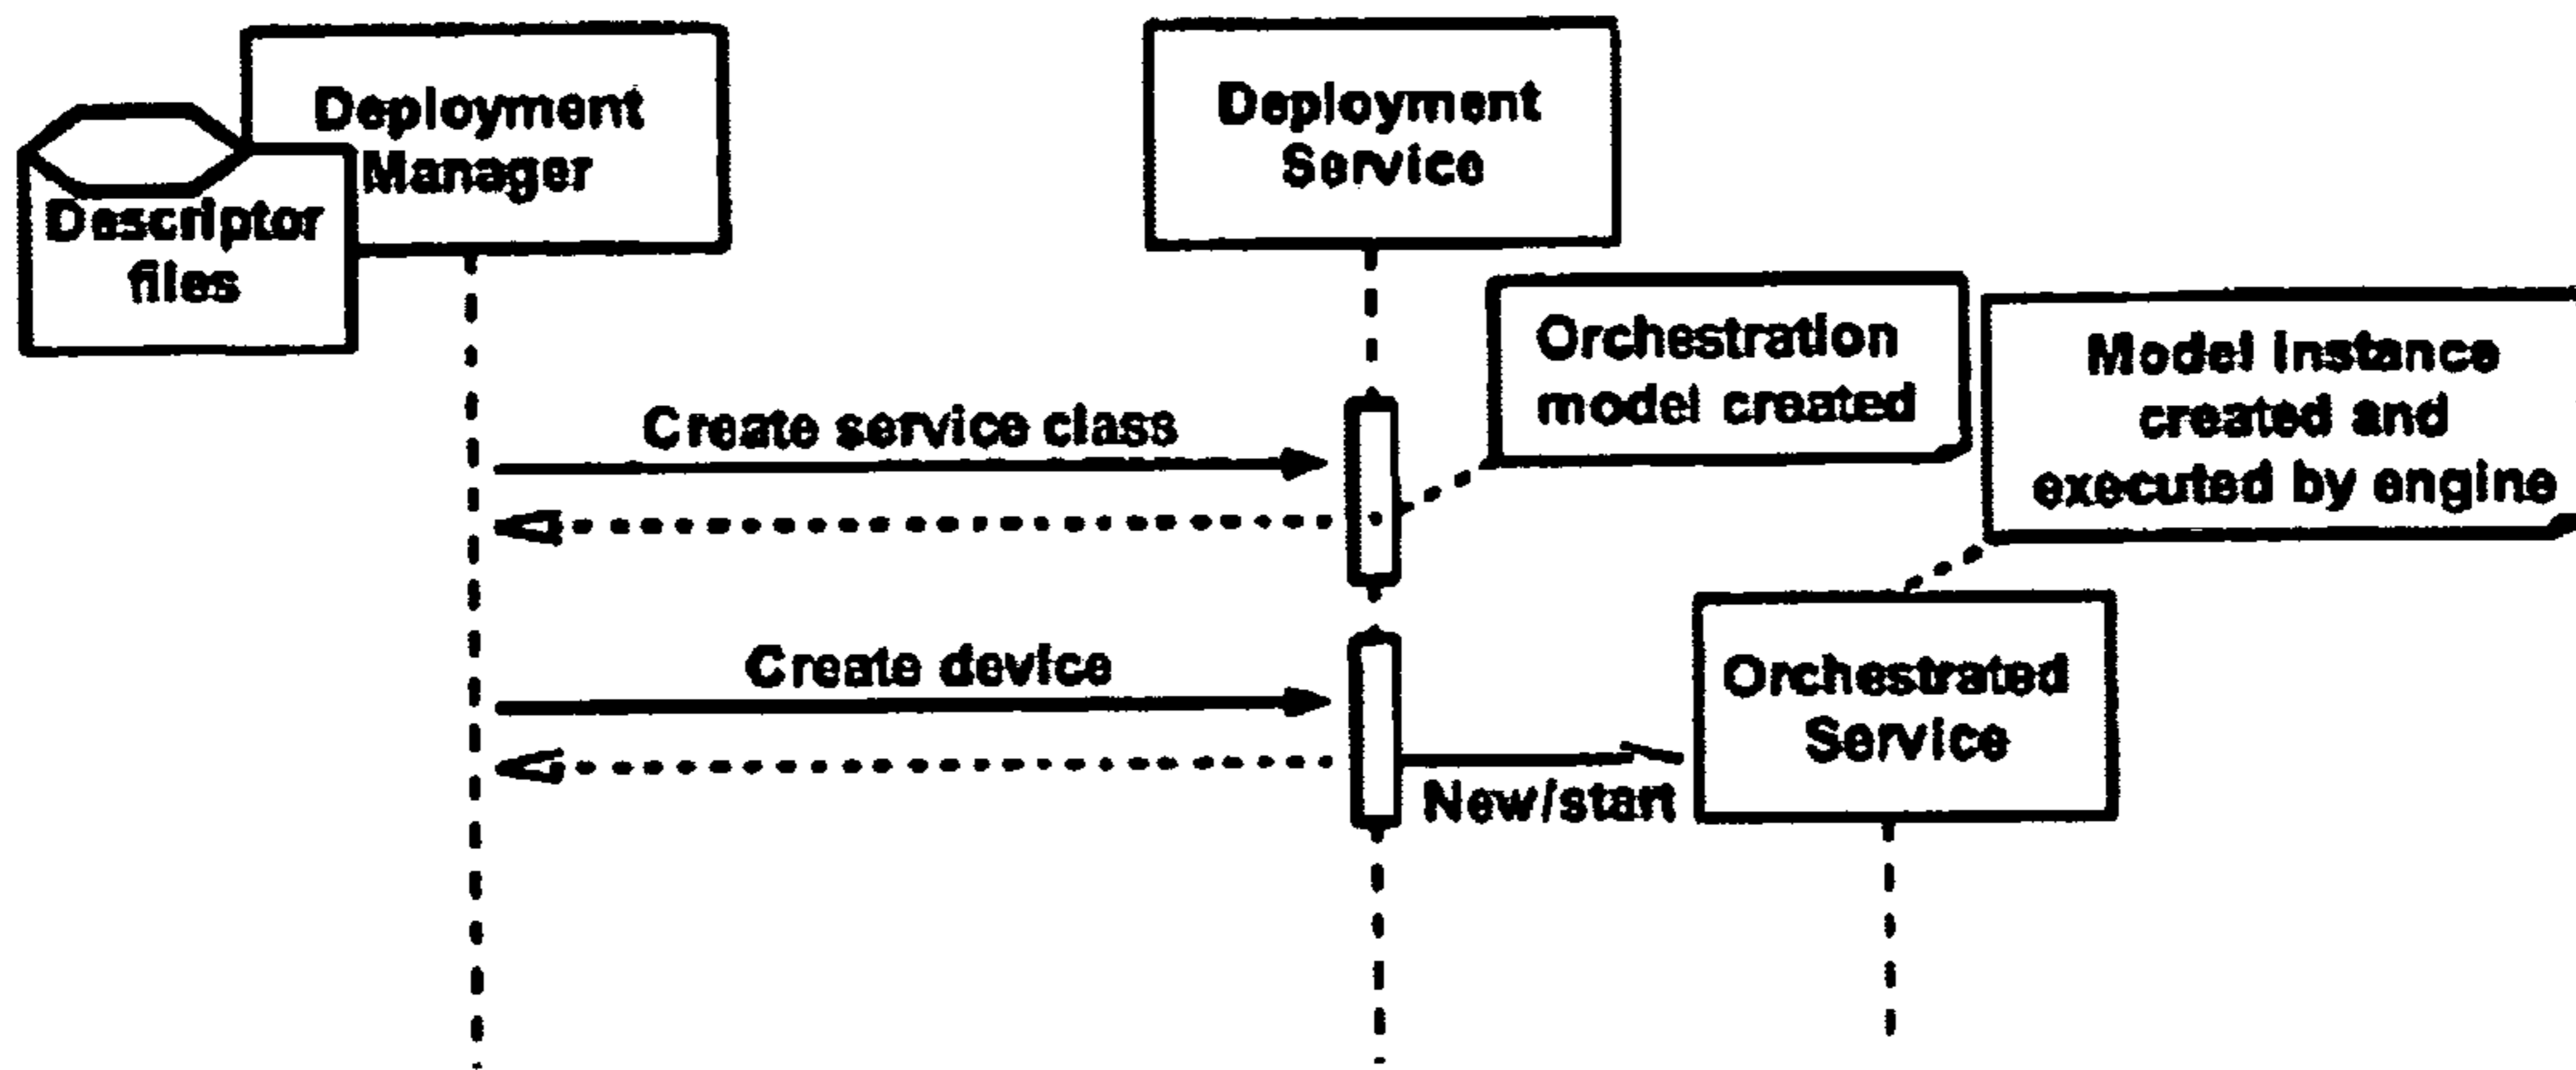 Deployment
Manager
Descriptor
files
Deployment
Service
Orchestration
model created
Model instance
created and
executed by engine
Create service class
Create device
Orchestrated
Service
New/start